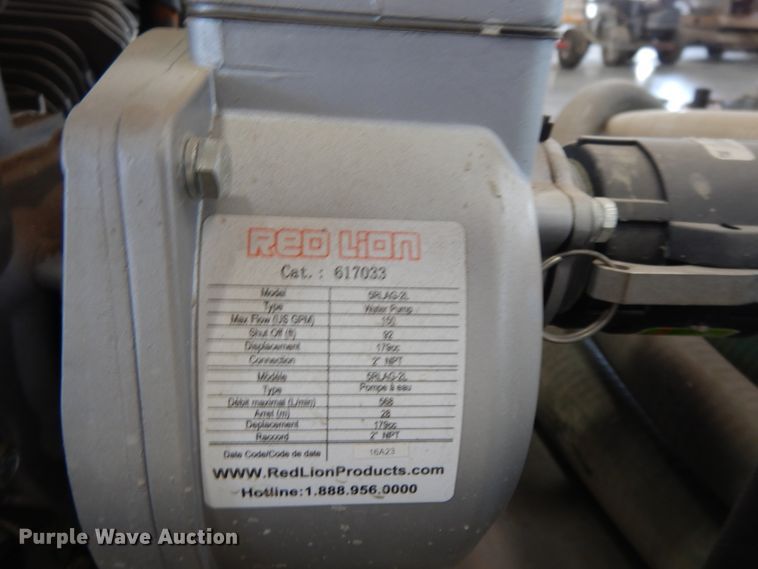 RED LION
Cat.: 617033
Model 5RLAG-2L
Type Water Pump
Max Flow (US GPM) 150
Shut Off (ft) 92
Displacement 179cc
Connection 2" NPT
Modèle 5RLAG-2L
Type Pompe à eau
Débit maximal (L/min) 568
Arret (m) 28
Deplacement 179cc
Raccord 2" NPT
Date Code/Code de date 16A23
WWW.RedLionProducts.com
Hotline:1.888.956.0000
Purple Wave Auction